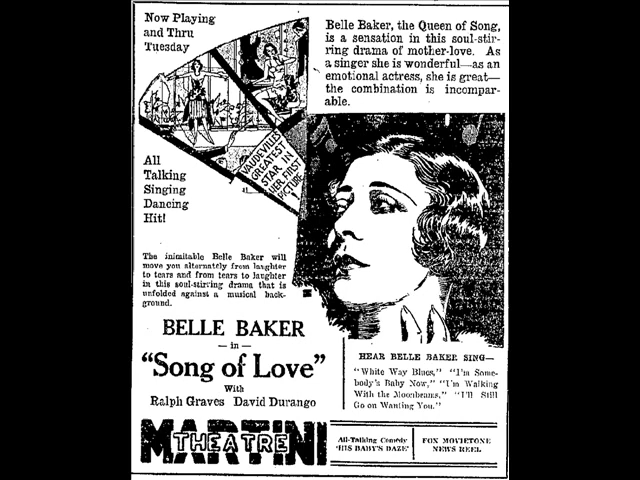 Now Playing
and Thru
Tuesday
Belle Baker, the Queen of Song,
is a sensation in this soul-stir-
ring drama of mother-love. As
a singer she is wonderful—as an
emotional actress, she is great—
the combination is incompar-
able.
VAUDEVILLE'S
GREATEST
STAR IN
HER FIRST
PICTURE!
All
Talking
Singing
Dancing
Hit!
The inimitable Belle Baker will
move you alternately from laughter
to tears and from tears to laughter
in this soul-stirring drama that is
unfolded against a musical back-
ground.
BELLE BAKER
— in —
"Song of Love"
With
Ralph Graves David Durango
HEAR BELLE BAKER SING—
"White Way Blues," "I'm Some-
body's Baby Now," "I'm Walking
With the Moonbeams," "I'll Still
Go on Wanting You."
MARTINI
THEATRE
All-Talking Comedy
'HIS BABY'S DAZE'
FOX MOVIETONE
NEWS REEL